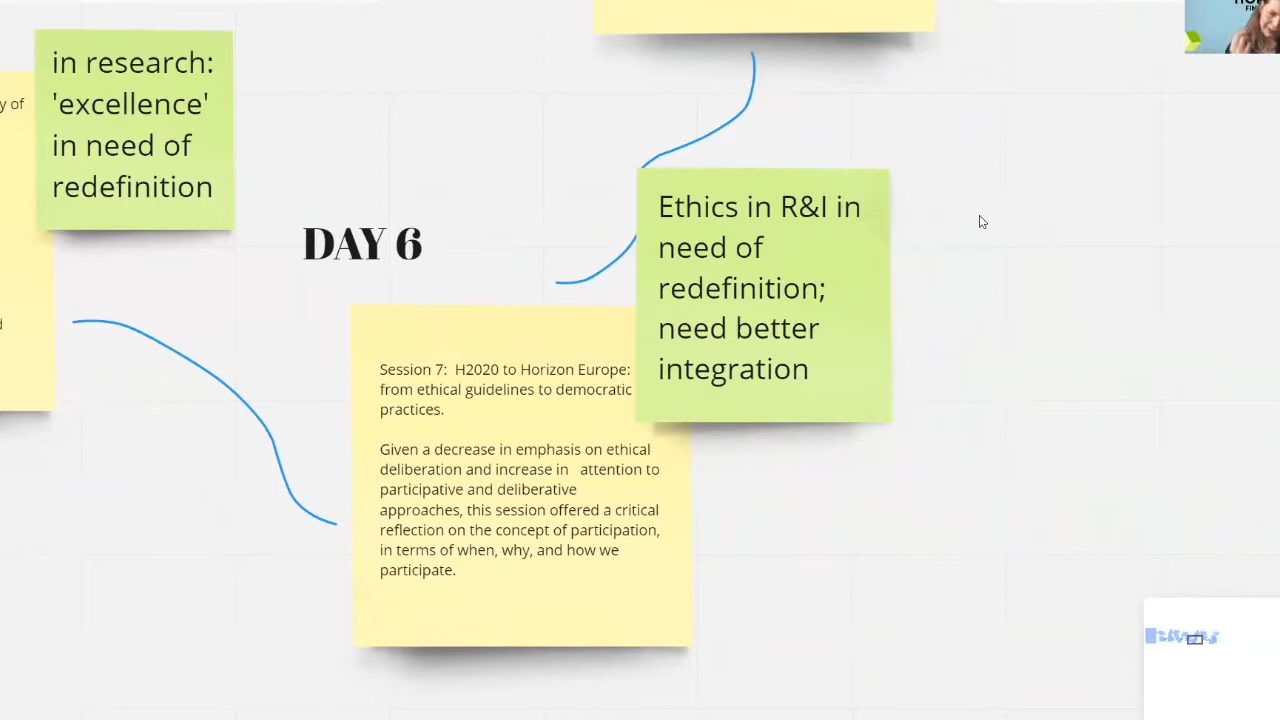 y of
in research:
'excellence'
in need of
redefinition
DAY 6
Ethics in R&I in
need of
redefinition;
need better
integration
Session 7:  H2020 to Horizon Europe:
from ethical guidelines to democratic
practices.
Given a decrease in emphasis on ethical
deliberation and increase in   attention to
participative and deliberative
approaches, this session offered a critical
reflection on the concept of participation,
in terms of when, why, and how we
participate.